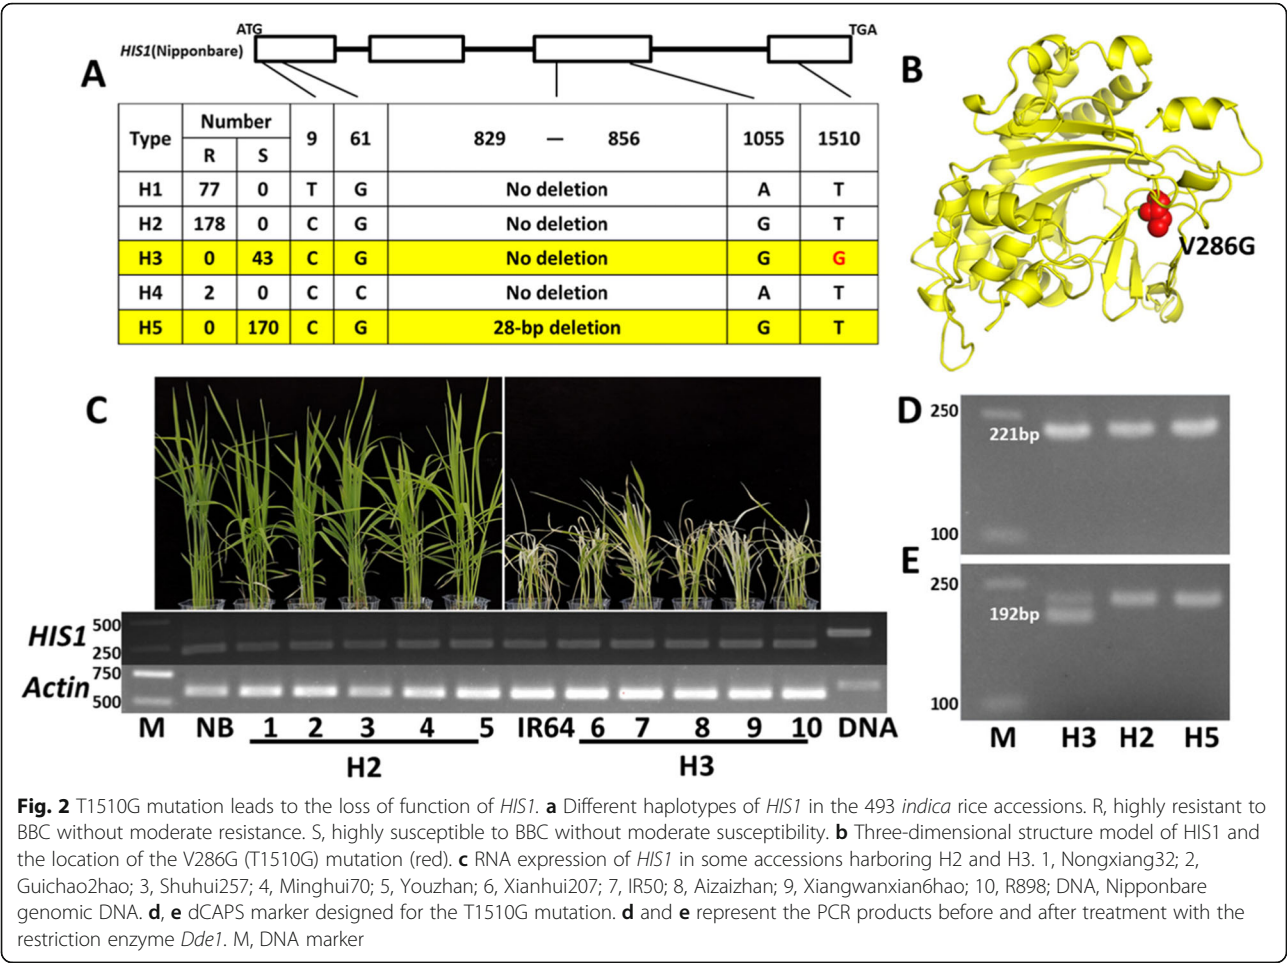 ATG
TGA
HIS1(Nipponbare)
A
Type Number 9 61 829 — 856 1055 1510
R S
H1 77 0 T G No deletion A T
H2 178 0 C G No deletion G T
H3 0 43 C G No deletion G G
H4 2 0 C C No deletion A T
H5 0 170 C G 28-bp deletion G T
B
V286G
C
HIS1
500
250
Actin
750
500
M NB 1 2 3 4 5 IR64 6 7 8 9 10 DNA
H2 H3
D
250
221bp
100
E
250
192bp
100
M H3 H2 H5
Fig. 2 T1510G mutation leads to the loss of function of HIS1. a Different haplotypes of HIS1 in the 493 indica rice accessions. R, highly resistant to
BBC without moderate resistance. S, highly susceptible to BBC without moderate susceptibility. b Three-dimensional structure model of HIS1 and
the location of the V286G (T1510G) mutation (red). c RNA expression of HIS1 in some accessions harboring H2 and H3. 1, Nongxiang32; 2,
Guichao2hao; 3, Shuhui257; 4, Minghui70; 5, Youzhan; 6, Xianhui207; 7, IR50; 8, Aizaizhan; 9, Xiangwanxian6hao; 10, R898; DNA, Nipponbare
genomic DNA. d, e dCAPS marker designed for the T1510G mutation. d and e represent the PCR products before and after treatment with the
restriction enzyme Dde1. M, DNA marker